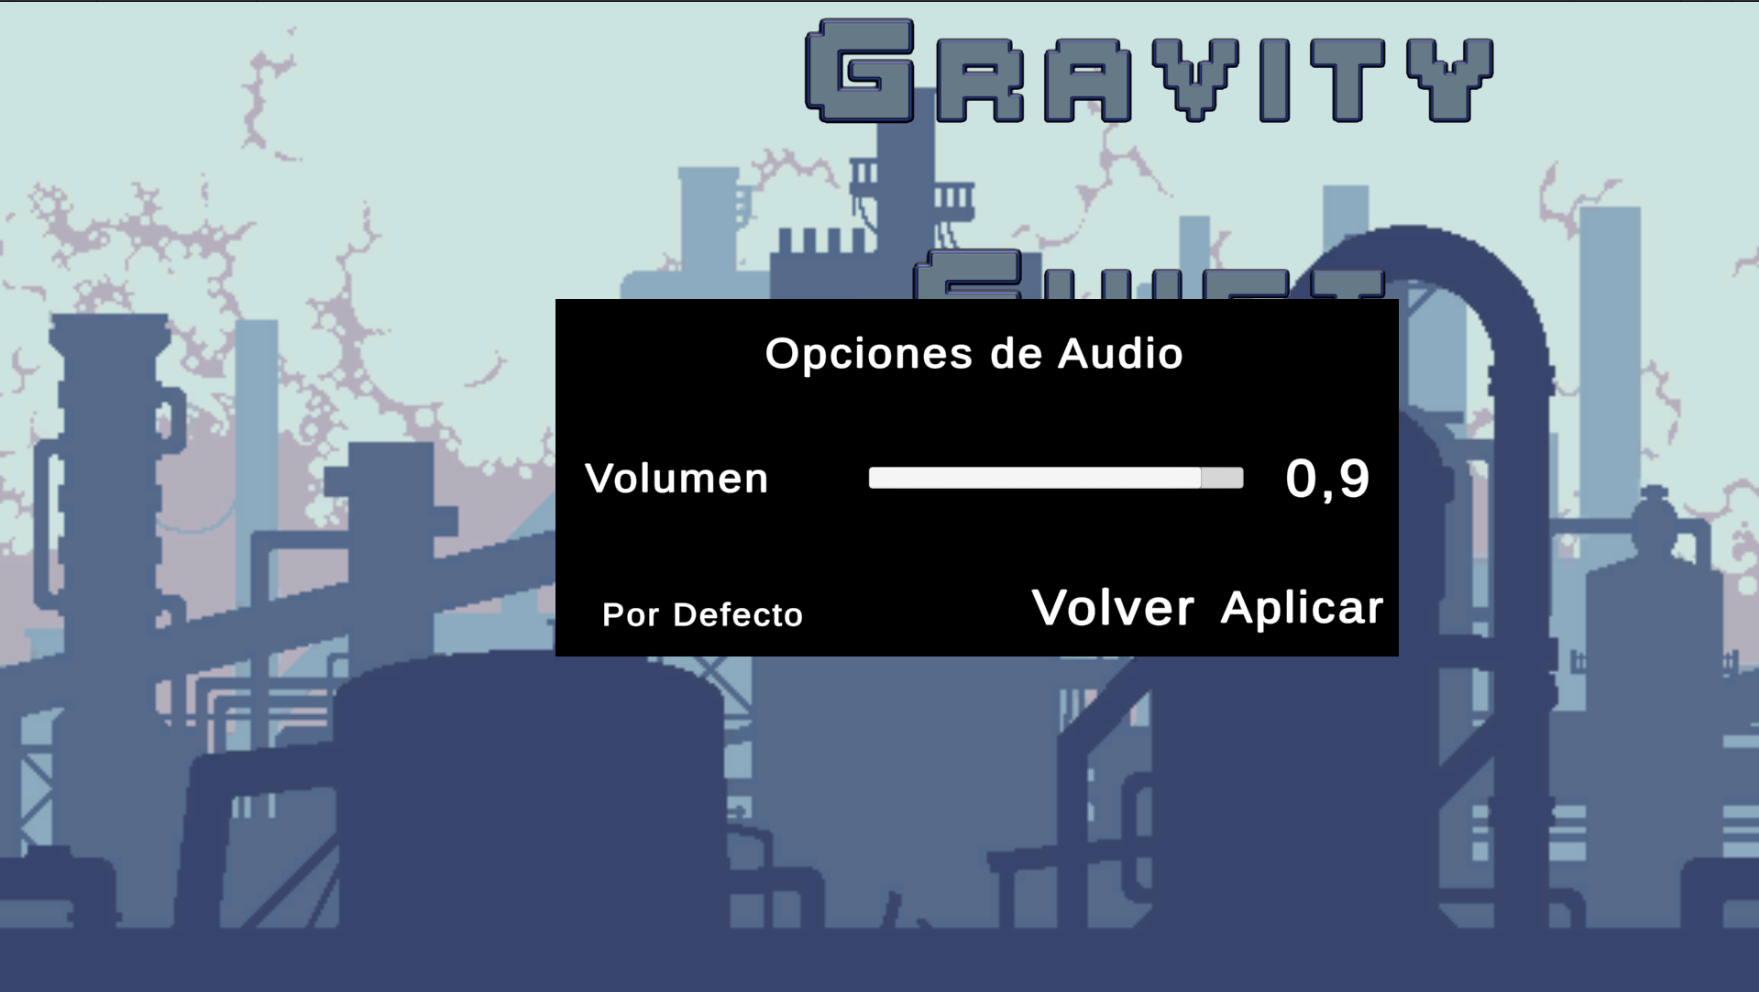 GRAVITY
Opciones de Audio
Volumen 0,9
Por Defecto Volver Aplicar